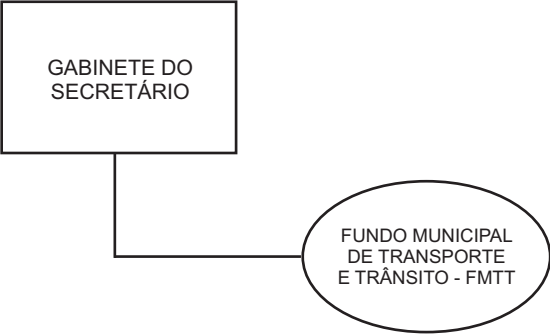 GABINETE DO
SECRETÁRIO
FUNDO MUNICIPAL
DE TRANSPORTE
E TRÂNSITO - FMTT